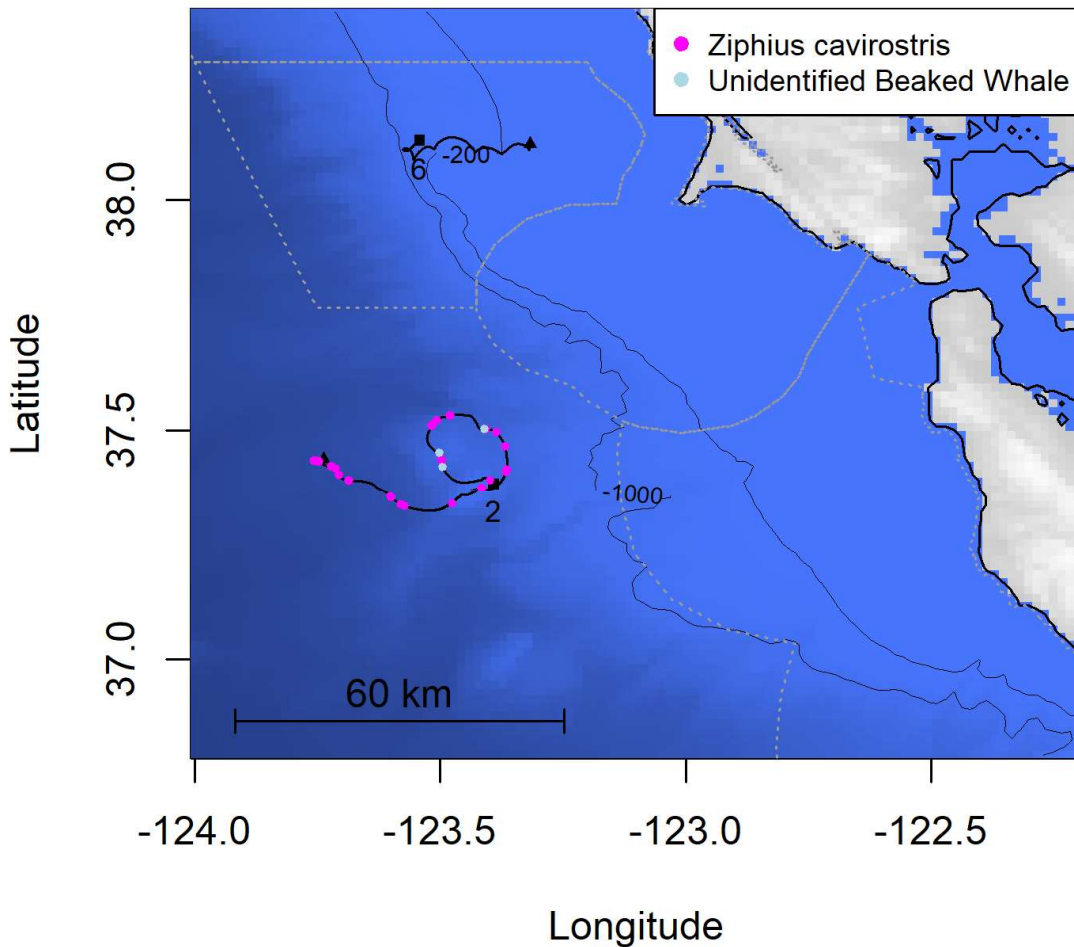 Ziphius cavirostris
Unidentified Beaked Whale
-200
6
38.0
Latitude
37.5
-1000
2
37.0
60 km
-124.0
-123.5
-123.0
-122.5
Longitude